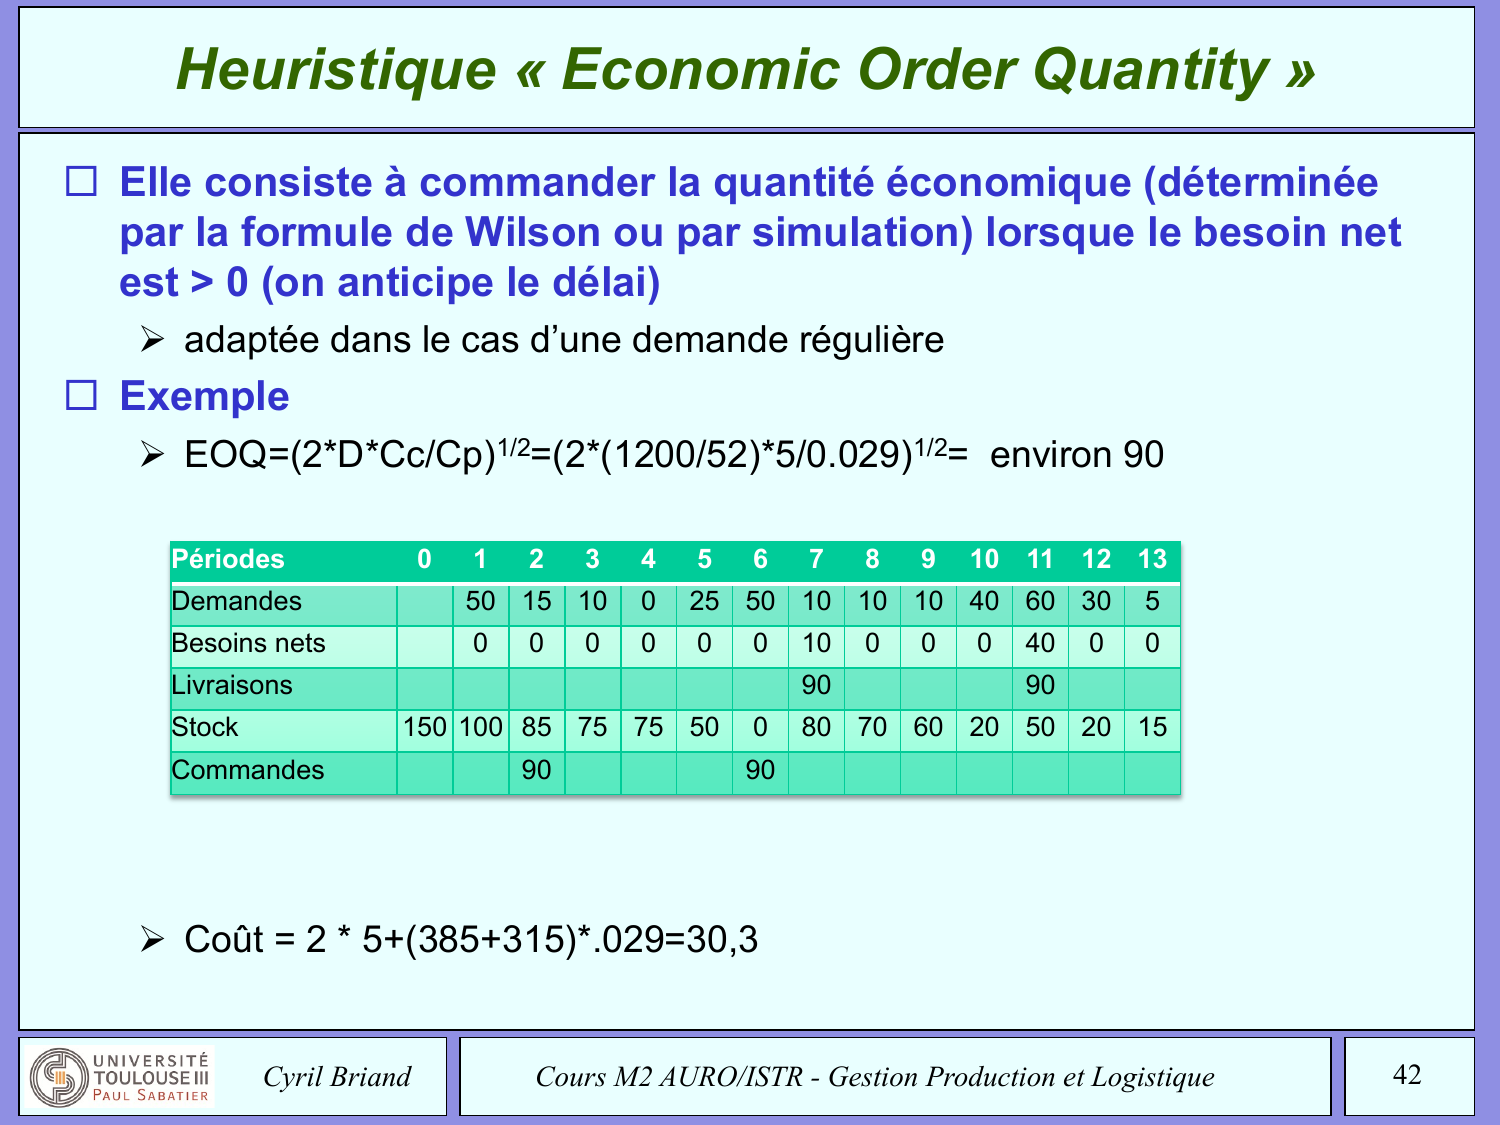 Heuristique « Economic Order Quantity »
Elle consiste à commander la quantité économique (déterminée
par la formule de Wilson ou par simulation) lorsque le besoin net
est > 0 (on anticipe le délai)
adaptée dans le cas d’une demande régulière
Exemple
EOQ=(2*D*Cc/Cp)1/2=(2*(1200/52)*5/0.029)1/2= environ 90
Périodes 0 1 2 3 4 5 6 7 8 9 10 11 12 13
Demandes 50 15 10 0 25 50 10 10 10 40 60 30 5
Besoins nets 0 0 0 0 0 0 10 0 0 0 40 0 0
Livraisons 90 90
Stock 150 100 85 75 75 50 0 80 70 60 20 50 20 15
Commandes 90 90
Coût = 2 * 5+(385+315)*.029=30,3
UNIVERSITÉ
TOULOUSE III
PAUL SABATIER
Cyril Briand
Cours M2 AURO/ISTR - Gestion Production et Logistique
42